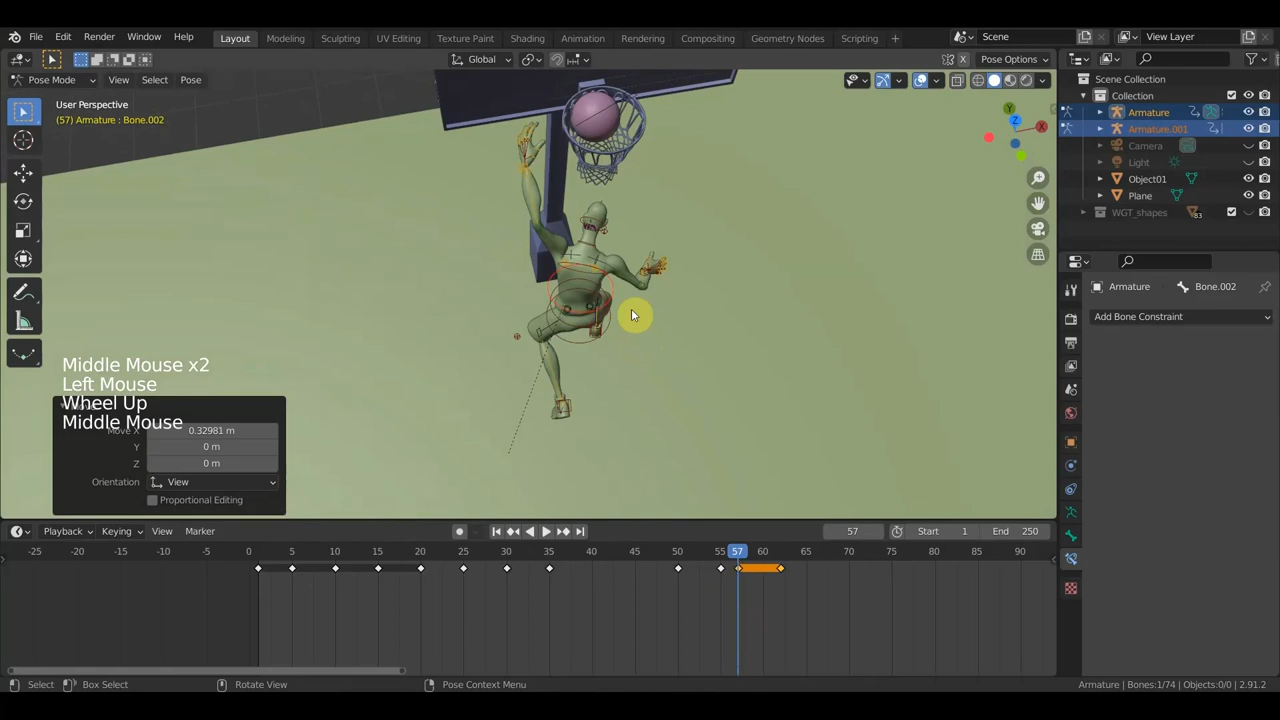 File Edit Render Window Help Layout Modeling Sculpting UV Editing Texture Paint Shading Animation Rendering Compositing Geometry Nodes Scripting + Scene View Layer
Global Pose Options
Pose Mode View Select Pose
User Perspective
(57) Armature : Bone.002
Scene Collection
Collection
Armature
Armature.001
Camera
Light
Object01
Plane
WGT_shapes 83
Armature Bone.002
Add Bone Constraint
Middle Mouse x2
Left Mouse
Wheel Up
Middle Mouse
Move X 0.32981 m
Y 0 m
Z 0 m
Orientation View
Proportional Editing
Playback Keying View Marker 57 Start 1 End 250
-25 -20 -15 -10 -5 0 5 10 15 20 25 30 35 40 45 50 55 57 60 65 70 75 80 85 90
Select Box Select Rotate View Pose Context Menu Armature | Bones:1/74 | Objects:0/0 | 2.91.2